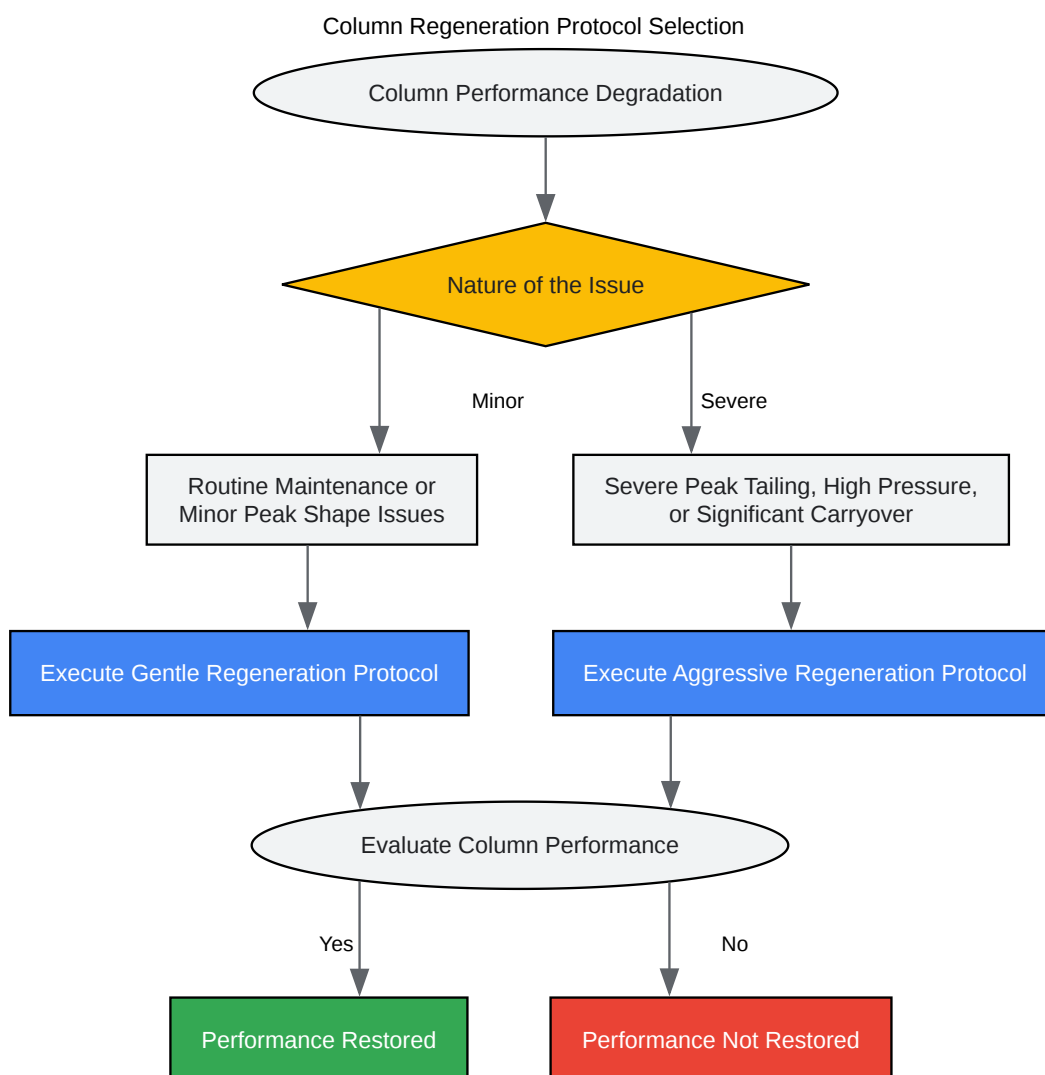 Column Regeneration Protocol Selection
Column Performance Degradation
Nature of the Issue
Minor
Severe
Routine Maintenance or
Minor Peak Shape Issues
Severe Peak Tailing, High Pressure,
or Significant Carryover
Execute Gentle Regeneration Protocol
Execute Aggressive Regeneration Protocol
Evaluate Column Performance
Yes
No
Performance Restored
Performance Not Restored